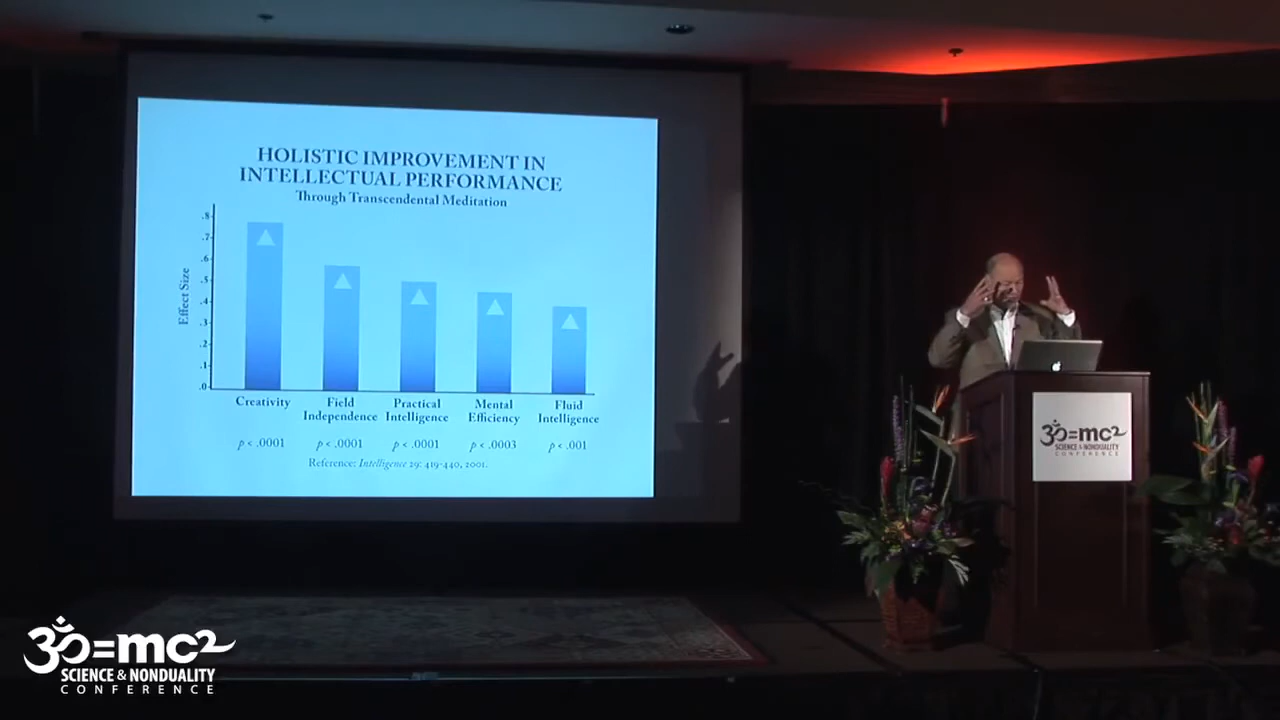 HOLISTIC IMPROVEMENT IN
INTELLECTUAL PERFORMANCE
Through Transcendental Meditation
Effect Size
.8
.7
.6
.5
.4
.3
.2
.1
.0
Creativity
Field
Independence
Practical
Intelligence
Mental
Efficiency
Fluid
Intelligence
p < .0001
p < .0001
p < .0001
p < .0003
p < .001
Reference: Intelligence 29: 419-440, 2001.
ॐ=mc2
SCIENCE & NONDUALITY
CONFERENCE
ॐ=mc2
SCIENCE & NONDUALITY
CONFERENCE